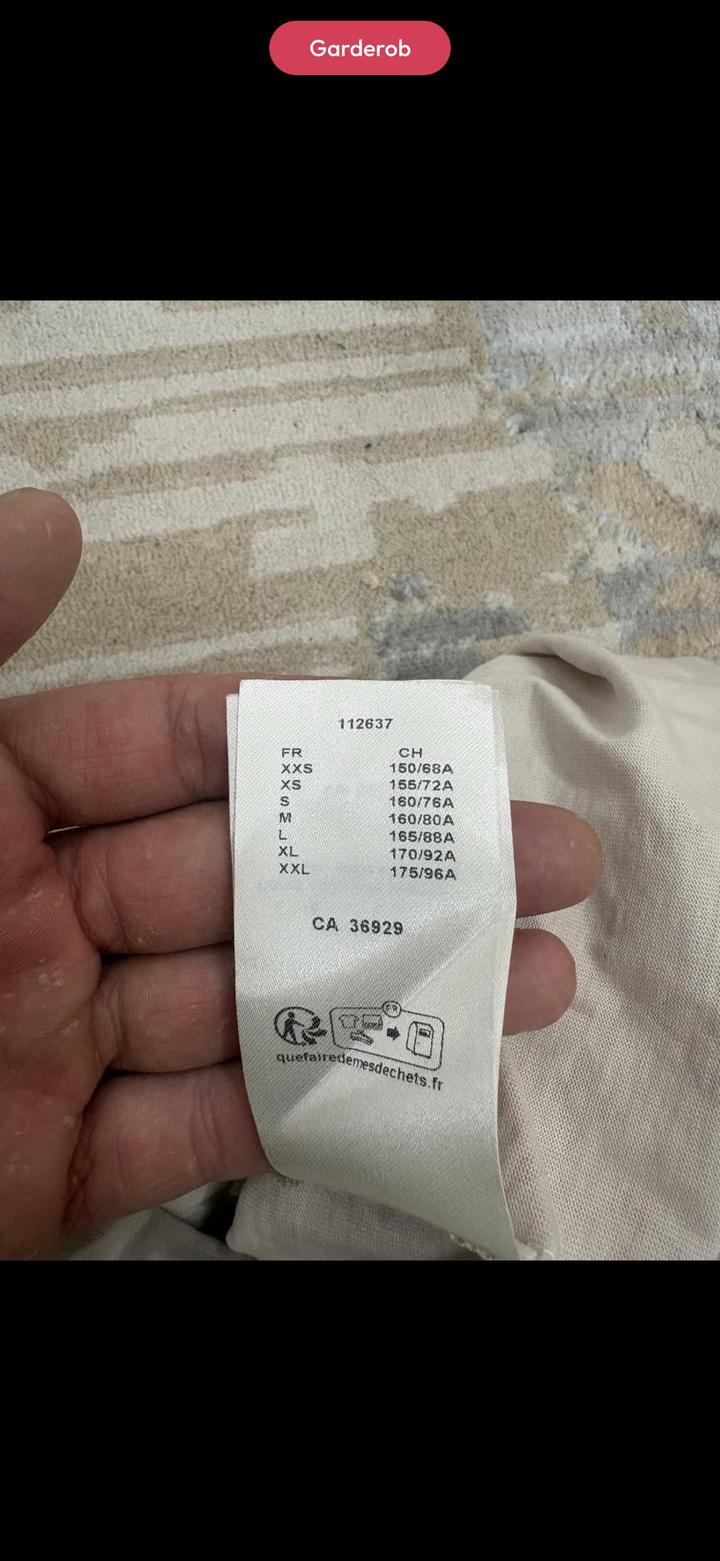 Garderob
112637
FR CH
XXS 150/68A
XS 155/72A
S 160/76A
M 160/80A
L 165/88A
XL 170/92A
XXL 175/96A
CA 36929
FR
quefairedemesdechets.fr